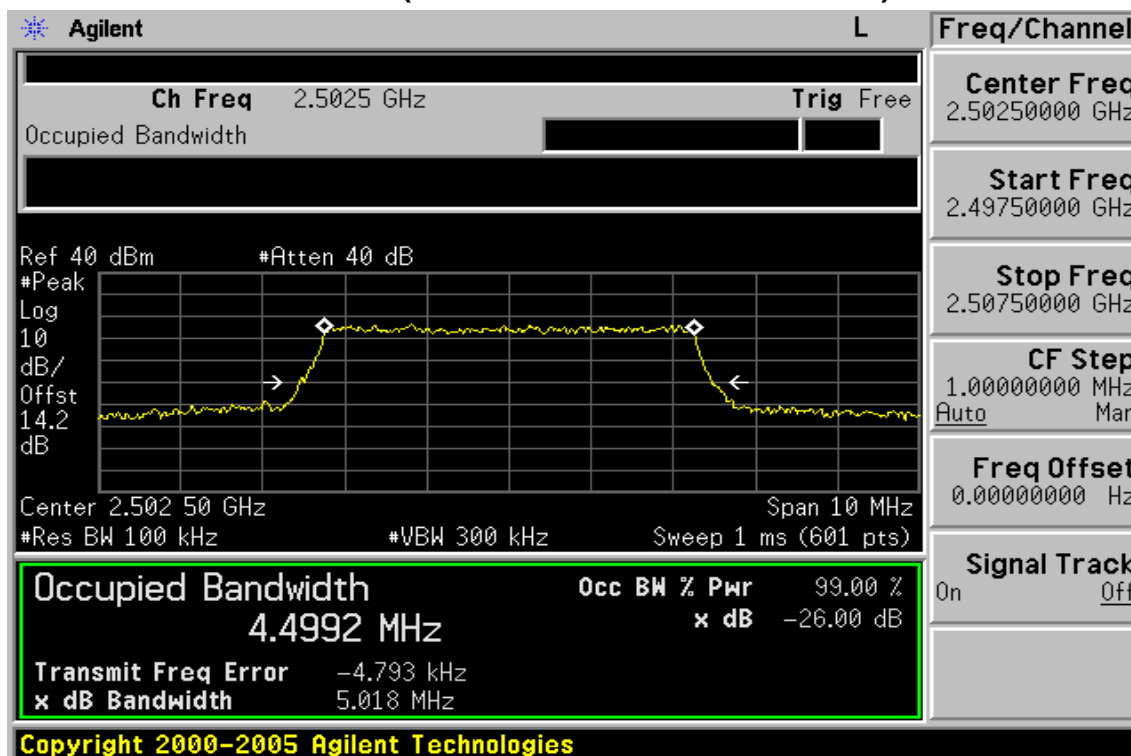 Agilent L
Ch Freq 2.5025 GHz Trig Free
Occupied Bandwidth
Ref 40 dBm #Atten 40 dB
#Peak
Log
10
dB/
Offst
14.2
dB
Center 2.502 50 GHz Span 10 MHz
#Res BW 100 kHz #VBW 300 kHz Sweep 1 ms (601 pts)
Occupied Bandwidth Occ BW % Pwr 99.00 %
4.4992 MHz x dB -26.00 dB
Transmit Freq Error -4.793 kHz
x dB Bandwidth 5.018 MHz
Copyright 2000-2005 Agilent Technologies
Freq/Channel
Center Freq
2.50250000 GHz
Start Freq
2.49750000 GHz
Stop Freq
2.50750000 GHz
CF Step
1.00000000 MHz
Auto Man
Freq Offset
0.00000000 Hz
Signal Track
On Off